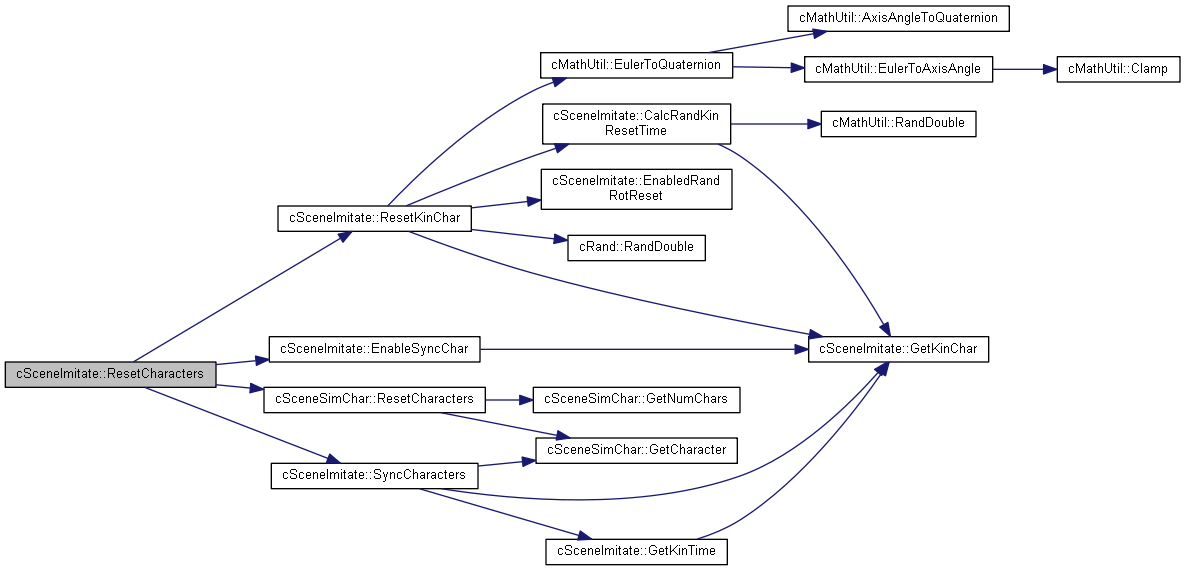 cMathUtil::AxisAngleToQuaternion
cMathUtil::EulerToQuaternion
cMathUtil::EulerToAxisAngle
cMathUtil::Clamp
cSceneImitate::CalcRandKin
ResetTime
cMathUtil::RandDouble
cSceneImitate::EnabledRand
RotReset
cSceneImitate::ResetKinChar
cRand::RandDouble
cSceneImitate::EnableSyncChar
cSceneImitate::GetKinChar
cSceneImitate::ResetCharacters
cSceneSimChar::ResetCharacters
cSceneSimChar::GetNumChars
cSceneSimChar::GetCharacter
cSceneImitate::SyncCharacters
cSceneImitate::GetKinTime